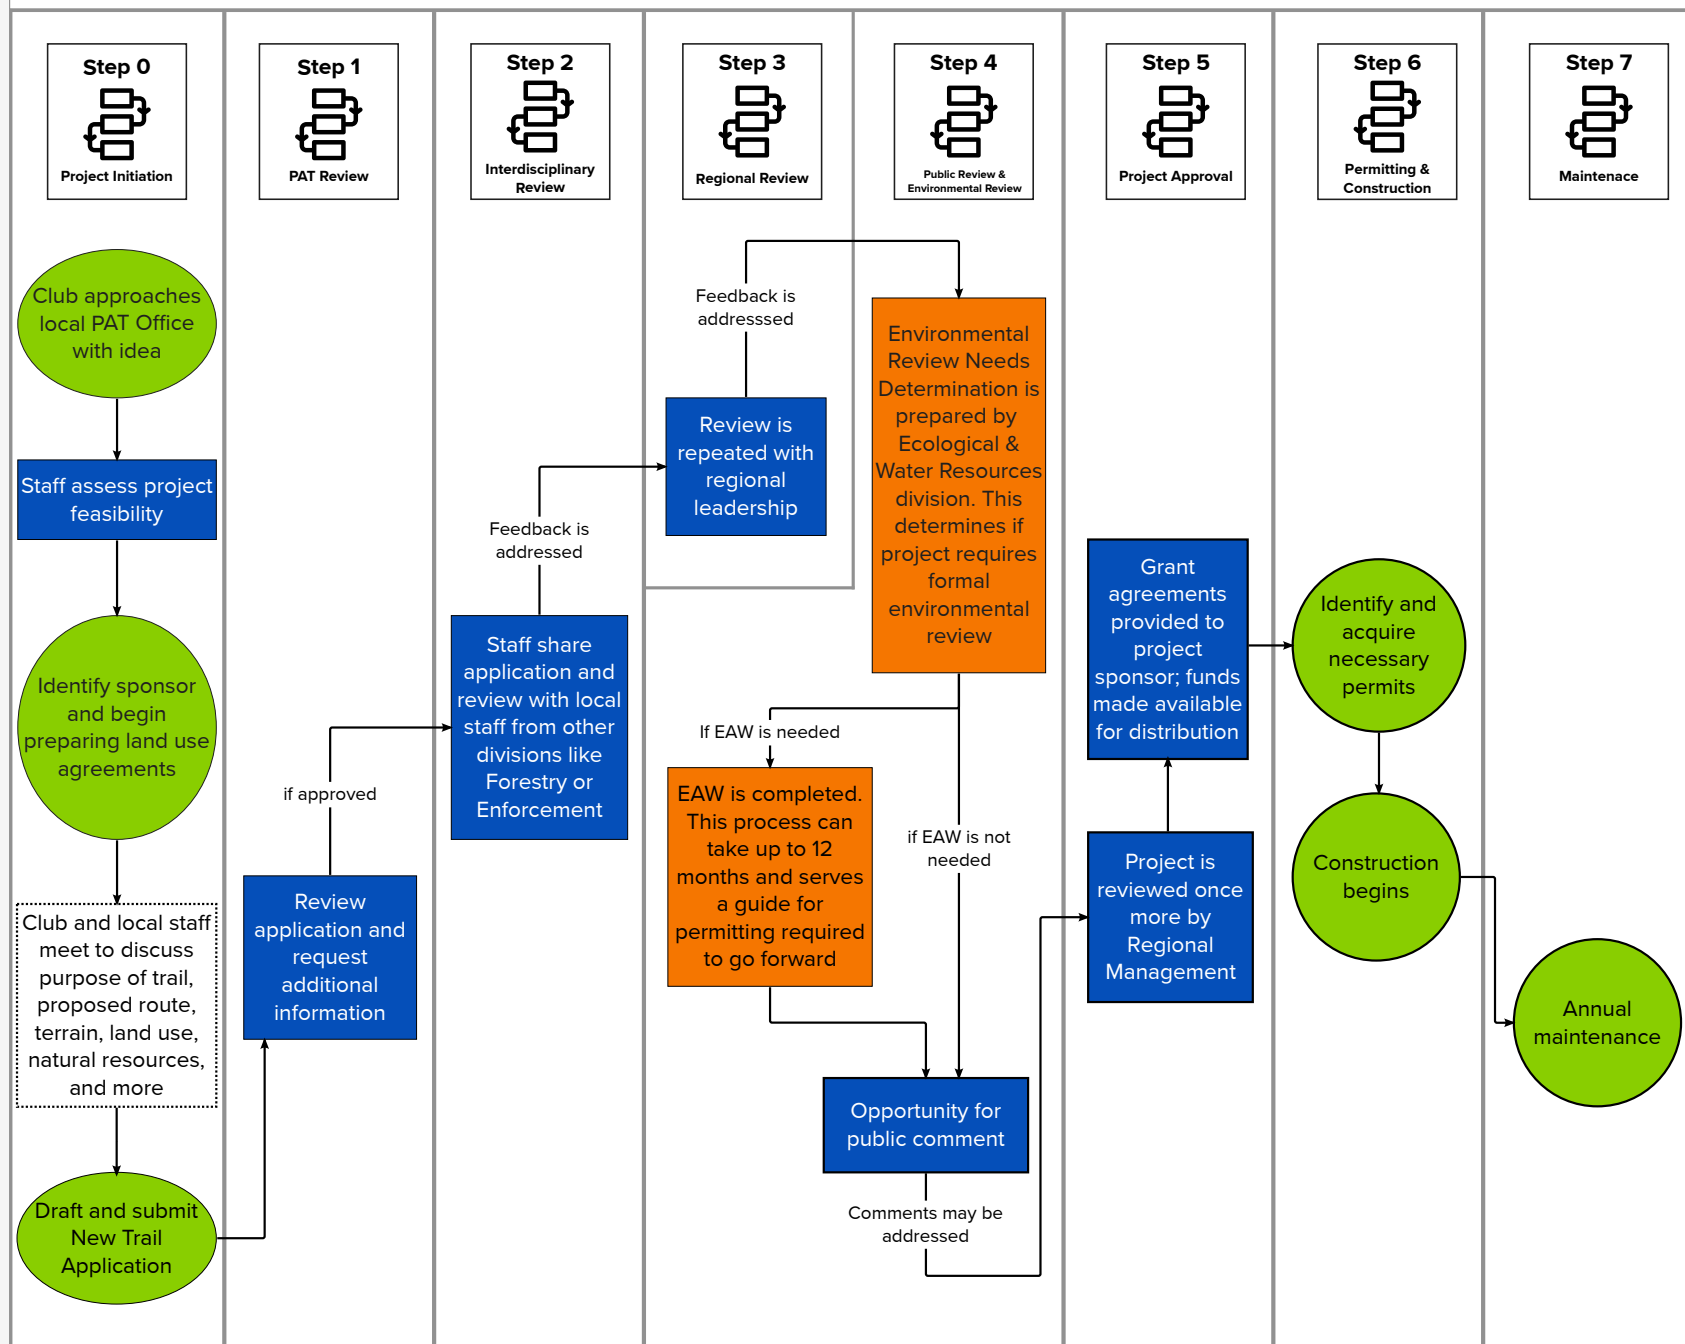 Step 0
Project Initiation
Step 1
PAT Review
Step 2
Interdisciplinary
Review
Step 3
Regional Review
Step 4
Public Review &
Environmental Review
Step 5
Project Approval
Step 6
Permitting &
Construction
Step 7
Maintenace
Club approaches
local PAT Office
with idea
Staff assess project
feasibility
Identify sponsor
and begin
preparing land use
agreements
Club and local staff
meet to discuss
purpose of trail,
proposed route,
terrain, land use,
natural resources,
and more
Draft and submit
New Trail
Application
if approved
Review
application and
request
additional
information
Feedback is
addressed
Staff share
application and
review with local
staff from other
divisions like
Forestry or
Enforcement
Feedback is
addresssed
Review is
repeated with
regional
leadership
Environmental
Review Needs
Determination is
prepared by
Ecological &
Water Resources
division. This
determines if
project requires
formal
environmental
review
If EAW is needed
EAW is completed.
This process can
take up to 12
months and serves
a guide for
permitting required
to go forward
if EAW is not
needed
Opportunity for
public comment
Comments may be
addressed
Grant
agreements
provided to
project
sponsor; funds
made available
for distribution
Project is
reviewed once
more by
Regional
Management
Identify and
acquire
necessary
permits
Construction
begins
Annual
maintenance